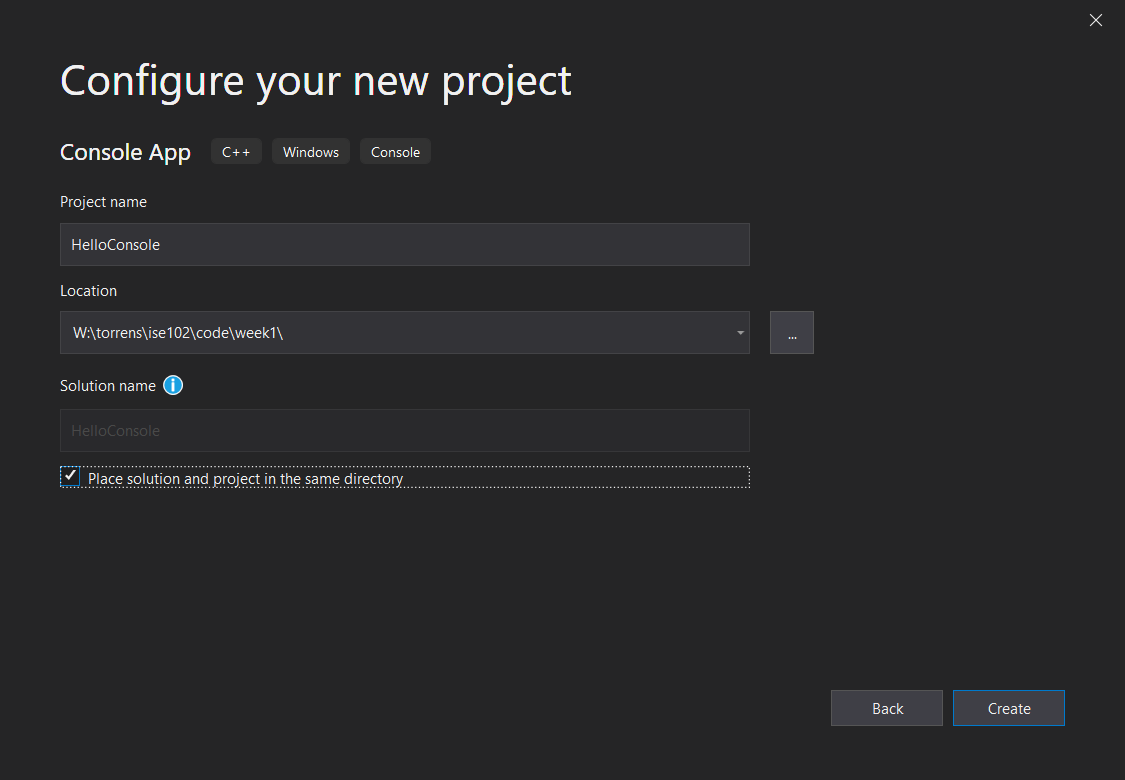 Configure your new project
Console App C++ Windows Console
Project name
HelloConsole
Location
W:\torrens\ise102\code\week1\
...
Solution name
HelloConsole
Place solution and project in the same directory
Back Create